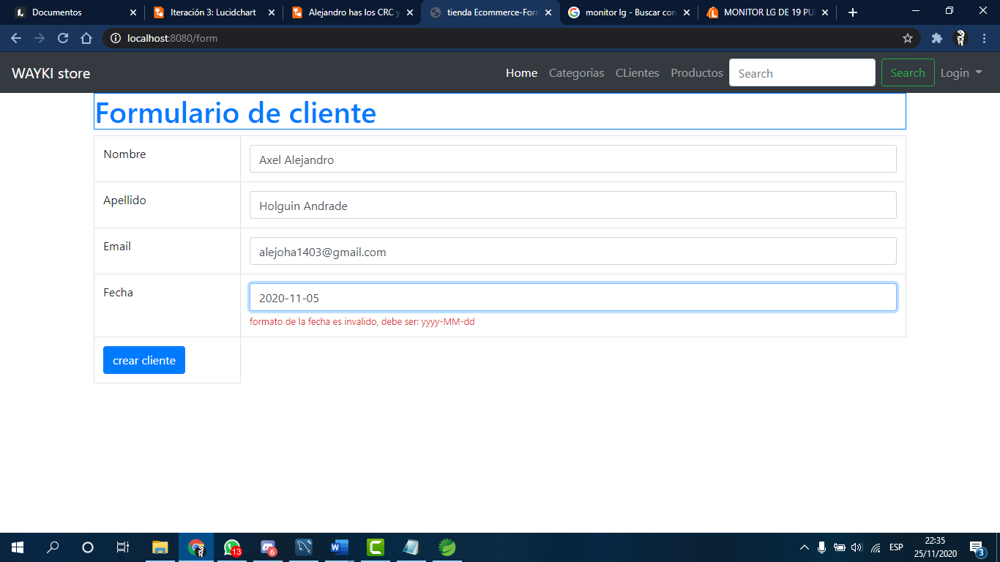 Documentos
Iteración 3: Lucidchart
Alejandro has los CRC y
tienda Ecommerce-Form
monitor lg - Buscar con
MONITOR LG DE 19 PU
localhost:8080/form
WAYKI store
Home Categorias CLientes Productos Search Search Login
Formulario de cliente
Nombre Axel Alejandro
Apellido Holguin Andrade
Email alejoha1403@gmail.com
Fecha 2020-11-05
formato de la fecha es invalido, debe ser: yyyy-MM-dd
crear cliente
13
6
W
C
ESP
22:35
25/11/2020
3